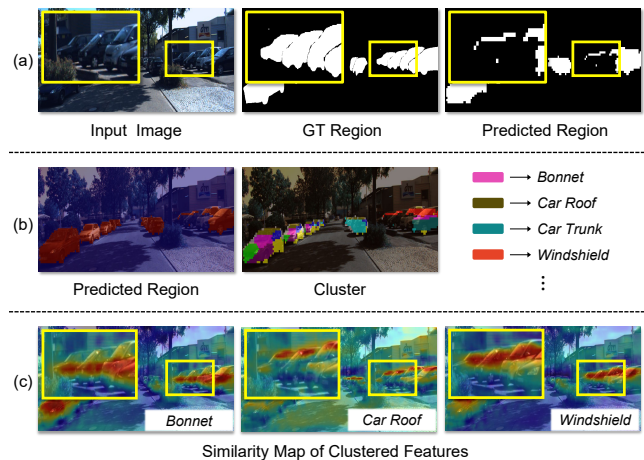 (a)
Input Image
GT Region
Predicted Region
(b)
Bonnet
Car Roof
Car Trunk
Windshield
⋮
Predicted Region
Cluster
(c)
Bonnet
Car Roof
Windshield
Similarity Map of Clustered Features